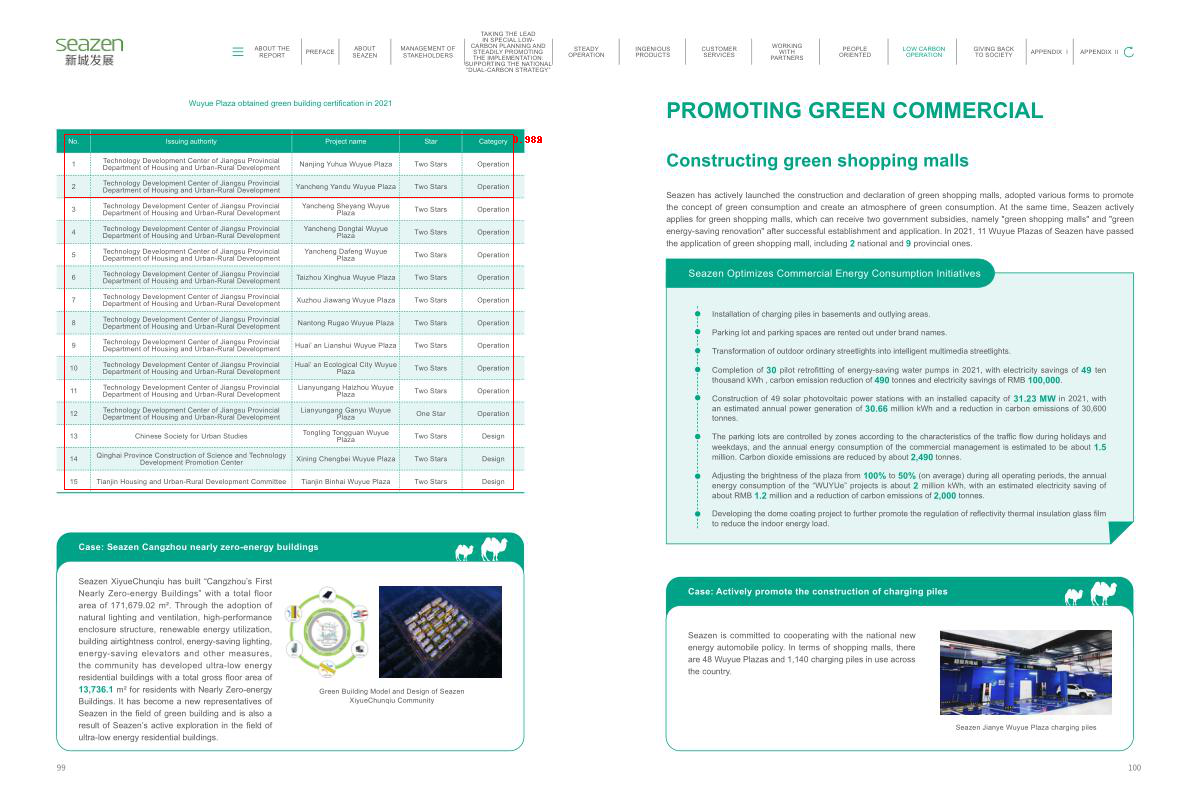 seazen
新城发展
ABOUT THE
REPORT
PREFACE
ABOUT
SEAZEN
MANAGEMENT OF
STAKEHOLDERS
TAKING THE LEAD
IN SPECIAL LOW-
CARBON PLANNING AND
STEADLY PROMOTING
THE IMPLEMENTATION:
SUPPORTING THE NATIONAL
"DUAL-CARBON STRATEGY"
STEADY
OPERATION
INGENIOUS
PRODUCTS
CUSTOMER
SERVICES
WORKING
WITH
PARTNERS
PEOPLE
ORIENTED
LOW CARBON
OPERATION
GIVING BACK
TO SOCIETY
APPENDIX Ⅰ
APPENDIX Ⅱ
Wuyue Plaza obtained green building certification in 2021
No. Issuing authority Project name Star Category
1 Technology Development Center of Jiangsu Provincial
Department of Housing and Urban-Rural Development Nanjing Yuhua Wuyue Plaza Two Stars Operation
2 Technology Development Center of Jiangsu Provincial
Department of Housing and Urban-Rural Development Yancheng Yandu Wuyue Plaza Two Stars Operation
3 Technology Development Center of Jiangsu Provincial
Department of Housing and Urban-Rural Development Yancheng Sheyang Wuyue
Plaza Two Stars Operation
4 Technology Development Center of Jiangsu Provincial
Department of Housing and Urban-Rural Development Yancheng Dongtai Wuyue
Plaza Two Stars Operation
5 Technology Development Center of Jiangsu Provincial
Department of Housing and Urban-Rural Development Yancheng Dafeng Wuyue
Plaza Two Stars Operation
6 Technology Development Center of Jiangsu Provincial
Department of Housing and Urban-Rural Development Taizhou Xinghua Wuyue Plaza Two Stars Operation
7 Technology Development Center of Jiangsu Provincial
Department of Housing and Urban-Rural Development Xuzhou Jiawang Wuyue Plaza Two Stars Operation
8 Technology Development Center of Jiangsu Provincial
Department of Housing and Urban-Rural Development Nantong Rugao Wuyue Plaza Two Stars Operation
9 Technology Development Center of Jiangsu Provincial
Department of Housing and Urban-Rural Development Huai' an Lianshui Wuyue Plaza Two Stars Operation
10 Technology Development Center of Jiangsu Provincial
Department of Housing and Urban-Rural Development Huai' an Ecological City Wuyue
Plaza Two Stars Operation
11 Technology Development Center of Jiangsu Provincial
Department of Housing and Urban-Rural Development Lianyungang Haizhou Wuyue
Plaza Two Stars Operation
12 Technology Development Center of Jiangsu Provincial
Department of Housing and Urban-Rural Development Lianyungang Ganyu Wuyue
Plaza One Star Operation
13 Chinese Society for Urban Studies Tongling Tongguan Wuyue
Plaza Two Stars Design
14 Qinghai Province Construction of Science and Technology
Development Promotion Center Xining Chengbei Wuyue Plaza Two Stars Design
15 Tianjin Housing and Urban-Rural Development Committee Tianjin Binhai Wuyue Plaza Two Stars Design
Case: Seazen Cangzhou nearly zero-energy buildings
Seazen XiyueChunqiu has built “Cangzhou's First
Nearly Zero-energy Buildings” with a total floor
area of 171,679.02 m². Through the adoption of
natural lighting and ventilation, high-performance
enclosure structure, renewable energy utilization,
building airtightness control, energy-saving lighting,
energy-saving elevators and other measures,
the community has developed ultra-low energy
residential buildings with a total gross floor area of
13,736.1 m² for residents with Nearly Zero-energy
Buildings. It has become a new representatives of
Seazen in the field of green building and is also a
result of Seazen's active exploration in the field of
ultra-low energy residential buildings.
Green Building Model and Design of Seazen
XiyueChunqiu Community
99
PROMOTING GREEN COMMERCIAL
Constructing green shopping malls
Seazen has actively launched the construction and declaration of green shopping malls, adopted various forms to promote
the concept of green consumption and create an atmosphere of green consumption. At the same time, Seazen actively
applies for green shopping malls, which can receive two government subsidies, namely "green shopping malls" and "green
energy-saving renovation" after successful establishment and application. In 2021, 11 Wuyue Plazas of Seazen have passed
the application of green shopping mall, including 2 national and 9 provincial ones.
Seazen Optimizes Commercial Energy Consumption Initiatives
Installation of charging piles in basements and outlying areas.
Parking lot and parking spaces are rented out under brand names.
Transformation of outdoor ordinary streetlights into intelligent multimedia streetlights.
Completion of 30 pilot retrofitting of energy-saving water pumps in 2021, with electricity savings of 49 ten
thousand kWh , carbon emission reduction of 490 tonnes and electricity savings of RMB 100,000.
Construction of 49 solar photovoltaic power stations with an installed capacity of 31.23 MW in 2021, with
an estimated annual power generation of 30.66 million kWh and a reduction in carbon emissions of 30,600
tonnes.
The parking lots are controlled by zones according to the characteristics of the traffic flow during holidays and
weekdays, and the annual energy consumption of the commercial management is estimated to be about 1.5
million. Carbon dioxide emissions are reduced by about 2,490 tonnes.
Adjusting the brightness of the plaza from 100% to 50% (on average) during all operating periods, the annual
energy consumption of the “WUYUe” projects is about 2 million kWh, with an estimated electricity saving of
about RMB 1.2 million and a reduction of carbon emissions of 2,000 tonnes.
Developing the dome coating project to further promote the regulation of reflectivity thermal insulation glass film
to reduce the indoor energy load.
Case: Actively promote the construction of charging piles
Seazen is committed to cooperating with the national new
energy automobile policy. In terms of shopping malls, there
are 48 Wuyue Plazas and 1,140 charging piles in use across
the country.
Seazen Jianye Wuyue Plaza charging piles
100